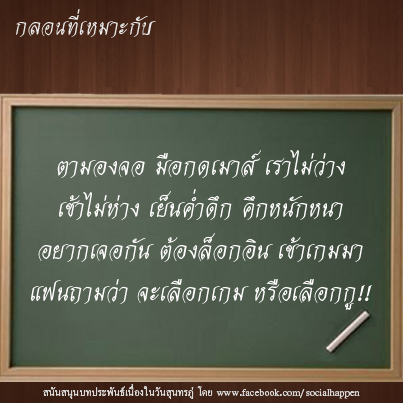 กลอนที่เหมาะกับ
ตามองจอ มือกดเมาส์ เราไม่ว่าง
เช้าไม่ห่าง เย็นค่ำดึก คึกหนักหนา
อยากเจอกัน ต้องล็อกอิน เข้าเกมมา
แฟนถามว่า จะเลือกเกม หรือเลือกกู!!
สนับสนุนบทประพันธ์เนื่องในวันสุนทรภู่ โดย www.facebook.com/socialhappen